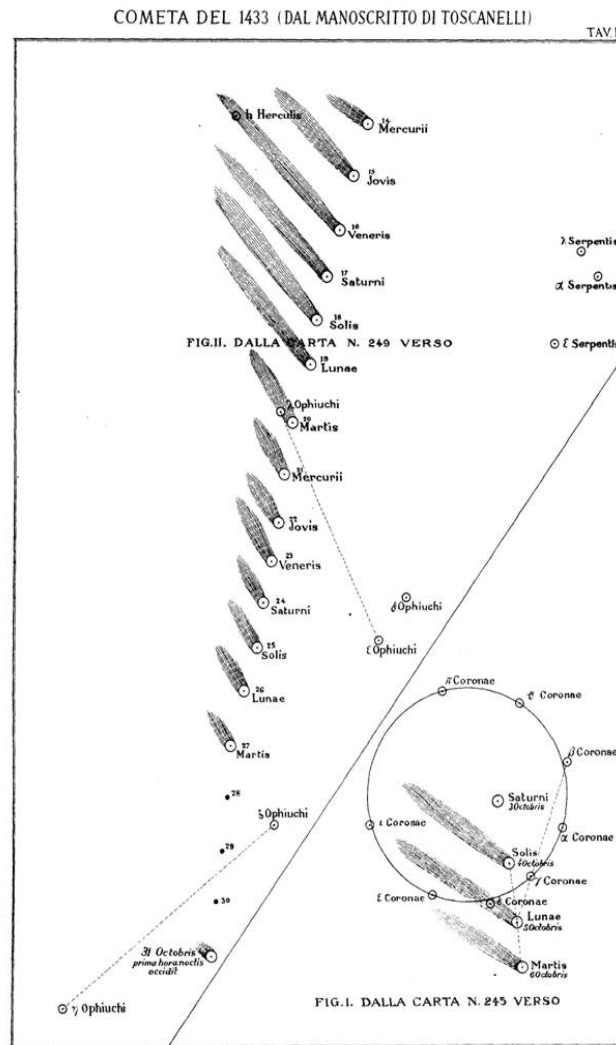 COMETA DEL 1433 (DAL MANOSCRITTO DI TOSCANELLI)
TAV. I
h Herculis
14
Mercurii
15
Jovis
16
Veneris
17
Saturni
18
Solis
λ Serpentis
α Serpentis
ε Serpentis
FIG. II. DALLA CARTA N. 249 VERSO
19
Lunae
λ Ophiuchi
20
Martis
21
Mercurii
22
Jovis
23
Veneris
24
Saturni
25
Solis
26
Lunae
27
Martis
28
29
30
δ Ophiuchi
ε Ophiuchi
ζ Ophiuchi
31 Octobris
prima hora noctis
occidit
η Ophiuchi
π Coronae
Coronae
β Coronae
Saturni
3 Octobris
ι Coronae
α Coronae
Solis
4 Octobris
γ Coronae
ε Coronae
δ Coronae
Lunae
5 Octobris
Martis
6 Octobris
FIG. I. DALLA CARTA N. 245 VERSO